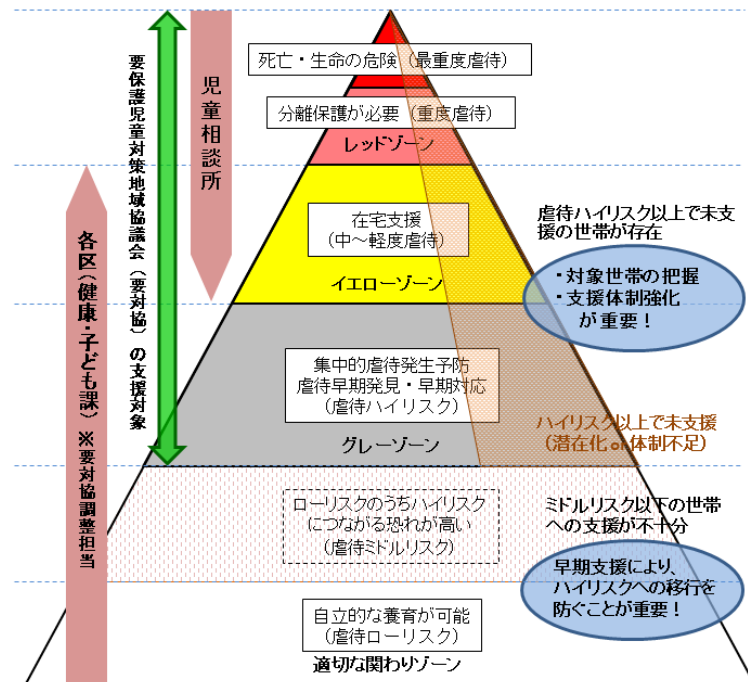 死亡・生命の危険（最重度虐待）
分離保護が必要（重度虐待）
レッドゾーン
児童相談所
要保護児童対策地域協議会（要対協）の支援対象
各区（健康・子ども課）※要対協調整担当
在宅支援
（中～軽度虐待）
イエローゾーン
虐待ハイリスク以上で未支
援の世帯が存在
・対象世帯の把握
・支援体制強化
が重要！
集中的虐待発生予防
虐待早期発見・早期対応
（虐待ハイリスク）
グレーゾーン
ハイリスク以上で未支援
（潜在化or体制不足）
ローリスクのうちハイリスク
につながる恐れが高い
（虐待ミドルリスク）
ミドルリスク以下の世帯
への支援が不十分
早期支援により、
ハイリスクへの移行を
防ぐことが重要！
自立的な養育が可能
（虐待ローリスク）
適切な関わりゾーン